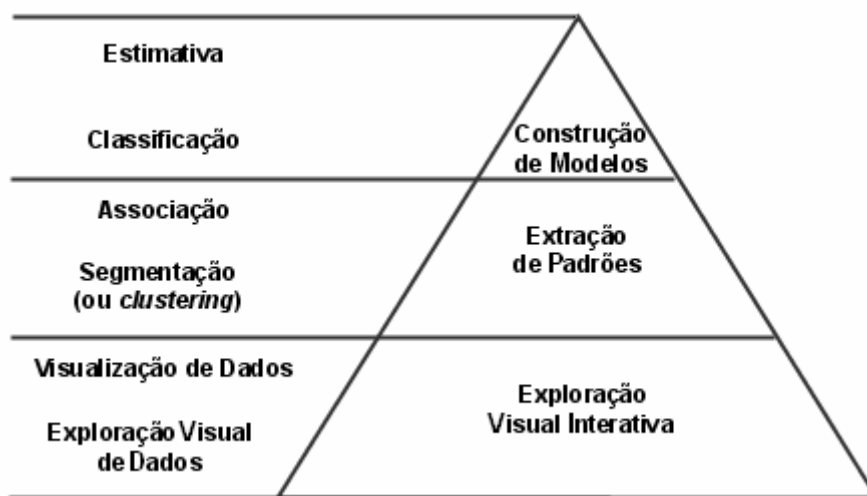 Estimativa
Classificação
Construção
de Modelos
Associação
Segmentação
(ou clustering)
Extração
de Padrões
Visualização de Dados
Exploração Visual
de Dados
Exploração
Visual Interativa